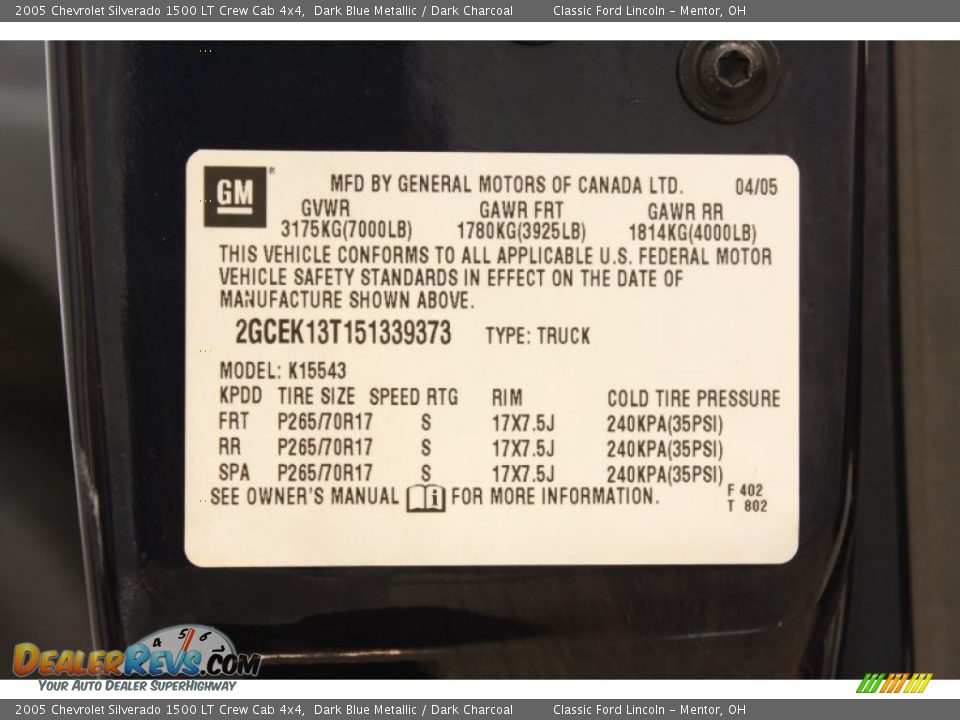 2005 Chevrolet Silverado 1500 LT Crew Cab 4x4, Dark Blue Metallic / Dark Charcoal Classic Ford Lincoln - Mentor, OH
GM® MFD BY GENERAL MOTORS OF CANADA LTD. 04/05
GVWR GAWR FRT GAWR RR
3175KG(7000LB) 1780KG(3925LB) 1814KG(4000LB)
THIS VEHICLE CONFORMS TO ALL APPLICABLE U.S. FEDERAL MOTOR
VEHICLE SAFETY STANDARDS IN EFFECT ON THE DATE OF
MANUFACTURE SHOWN ABOVE.
2GCEK13T151339373 TYPE: TRUCK
MODEL: K15543
KPDD TIRE SIZE SPEED RTG RIM COLD TIRE PRESSURE
FRT P265/70R17 S 17X7.5J 240KPA(35PSI)
RR P265/70R17 S 17X7.5J 240KPA(35PSI)
SPA P265/70R17 S 17X7.5J 240KPA(35PSI)
SEE OWNER'S MANUAL i FOR MORE INFORMATION. F 402
T 802
4 5 6
DEALERREVS.COM
YOUR AUTO DEALER SUPERHIGHWAY
2005 Chevrolet Silverado 1500 LT Crew Cab 4x4, Dark Blue Metallic / Dark Charcoal Classic Ford Lincoln - Mentor, OH